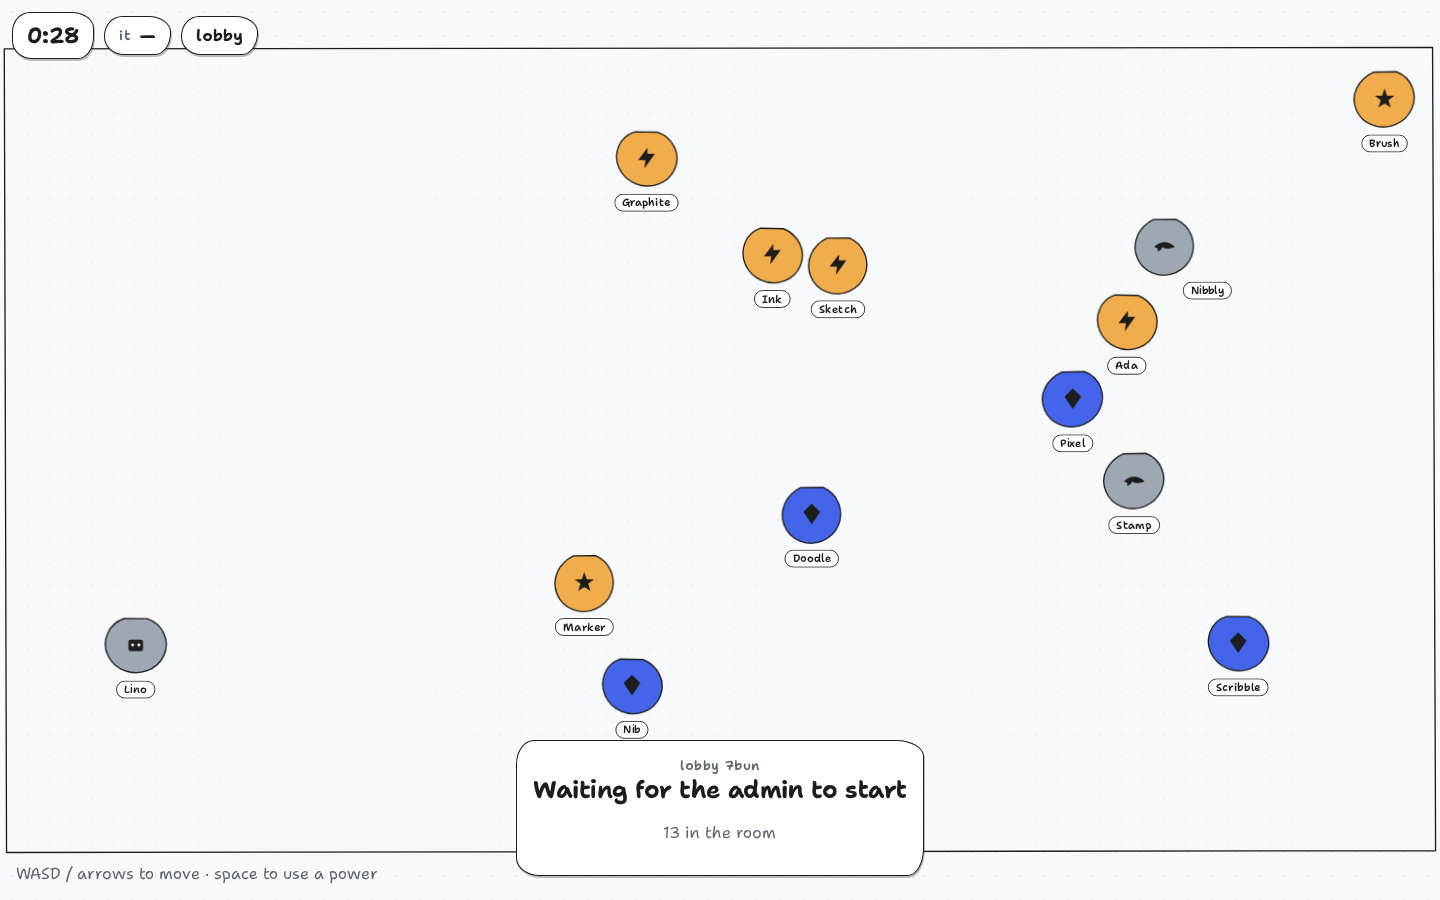 0:28
it —
lobby
Brush
Graphite
Ink
Sketch
Nibbly
Ada
Pixel
Stamp
Doodle
Marker
Lino
Scribble
Nib
lobby 7bun
Waiting for the admin to start
13 in the room
WASD / arrows to move · space to use a power